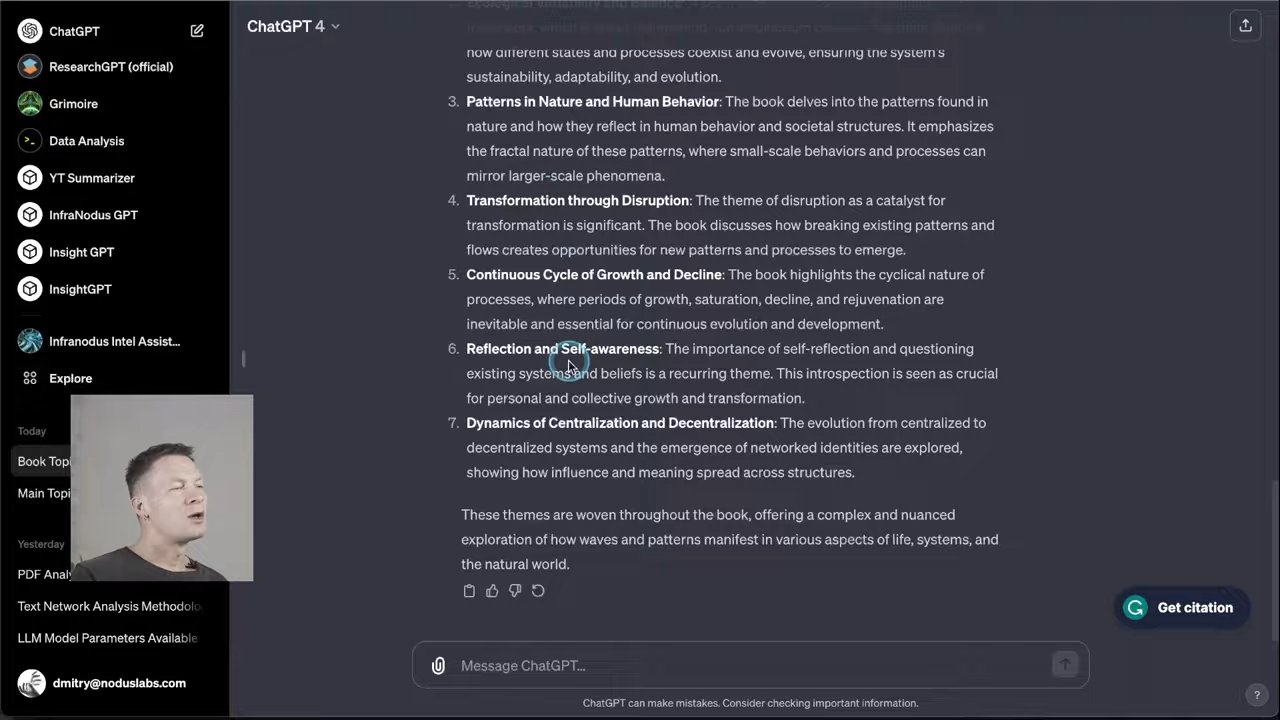 ChatGPT
ResearchGPT (official)
Grimoire
Data Analysis
YT Summarizer
InfraNodus GPT
Insight GPT
InsightGPT
Infranodus Intel Assist...
Explore
Today
Book Topi
Main Topi
Yesterday
PDF Analy
Text Network Analysis Methodolo
LLM Model Parameters Available
dmitry@noduslabs.com
ChatGPT 4
Ecological Variability and Balance
how different states and processes coexist and evolve, ensuring the system's
sustainability, adaptability, and evolution.
3. Patterns in Nature and Human Behavior: The book delves into the patterns found in
nature and how they reflect in human behavior and societal structures. It emphasizes
the fractal nature of these patterns, where small-scale behaviors and processes can
mirror larger-scale phenomena.
4. Transformation through Disruption: The theme of disruption as a catalyst for
transformation is significant. The book discusses how breaking existing patterns and
flows creates opportunities for new patterns and processes to emerge.
5. Continuous Cycle of Growth and Decline: The book highlights the cyclical nature of
processes, where periods of growth, saturation, decline, and rejuvenation are
inevitable and essential for continuous evolution and development.
6. Reflection and Self-awareness: The importance of self-reflection and questioning
existing systems and beliefs is a recurring theme. This introspection is seen as crucial
for personal and collective growth and transformation.
7. Dynamics of Centralization and Decentralization: The evolution from centralized to
decentralized systems and the emergence of networked identities are explored,
showing how influence and meaning spread across structures.
These themes are woven throughout the book, offering a complex and nuanced
exploration of how waves and patterns manifest in various aspects of life, systems, and
the natural world.
Get citation
Message ChatGPT...
ChatGPT can make mistakes. Consider checking important information.
?